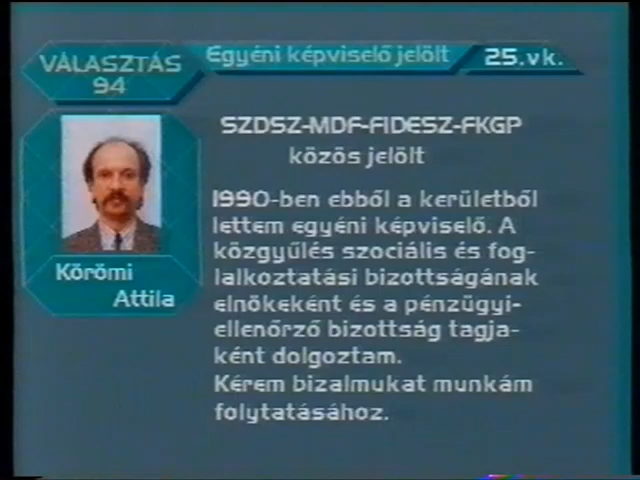 VÁLASZTÁS
94
Egyéni képviselő jelölt
25.vk.
SZDSZ-MDF-FIDESZ-FKGP
közös jelölt
1990-ben ebből a kerületből
lettem egyéni képviselő. A
közgyűlés szociális és fog-
lalkoztatási bizottságának
elnökeként és a pénzügyi-
ellenőrző bizottság tagja-
ként dolgoztam.
Kérem bizalmukat munkám
folytatásához.
Körömi
Attila